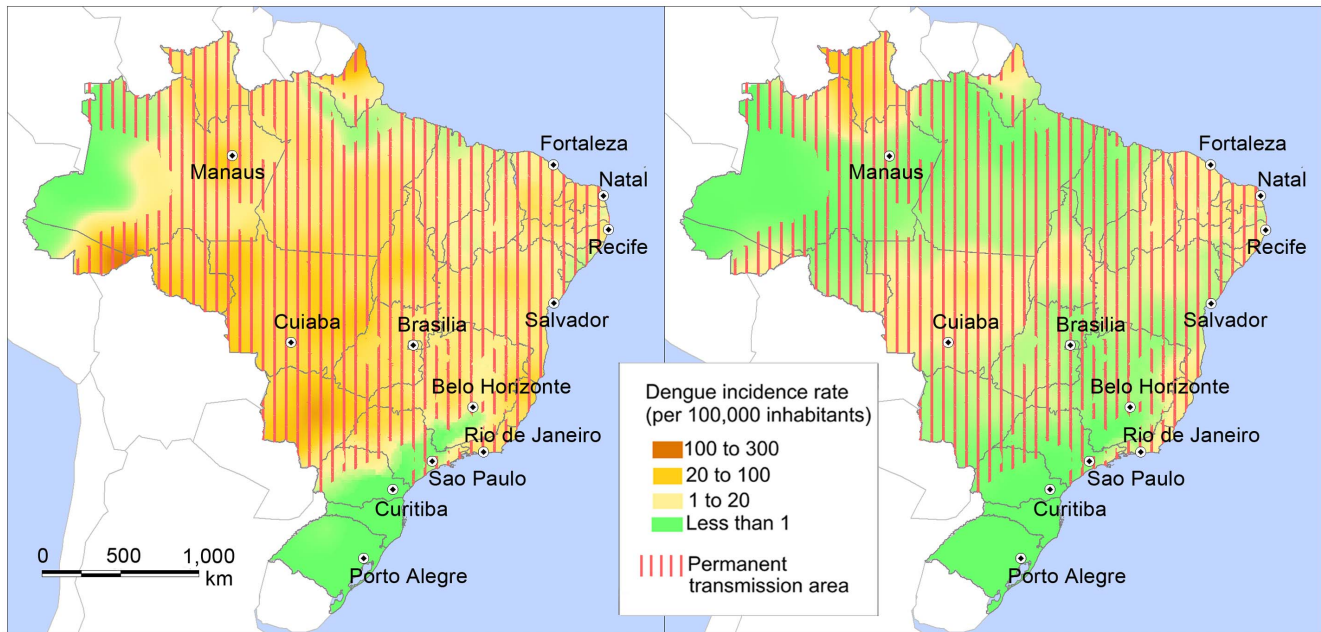 Fortaleza
Natal
Manaus
Recife
Cuiaba
Brasilia
Salvador
Belo Horizonte
Rio de Janeiro
Sao Paulo
Curitiba
Porto Alegre
0 500 1,000
km
Dengue incidence rate
(per 100,000 inhabitants)
100 to 300
20 to 100
1 to 20
Less than 1
Permanent
transmission area
Fortaleza
Natal
Manaus
Recife
Cuiaba
Brasilia
Salvador
Belo Horizonte
Rio de Janeiro
Sao Paulo
Curitiba
Porto Alegre